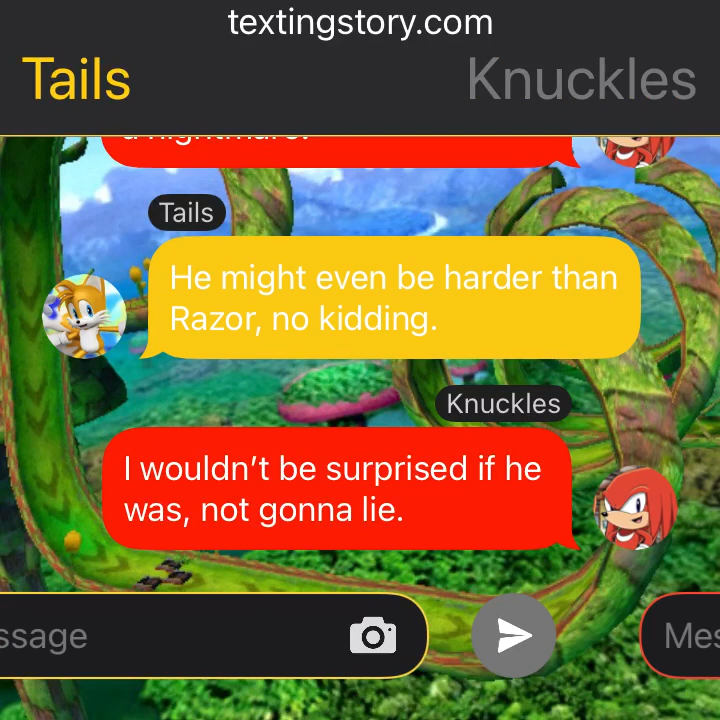 textingstory.com
Tails
Knuckles
a nightmare.
Tails
He might even be harder than
Razor, no kidding.
Knuckles
I wouldn’t be surprised if he
was, not gonna lie.
ssage
Mes